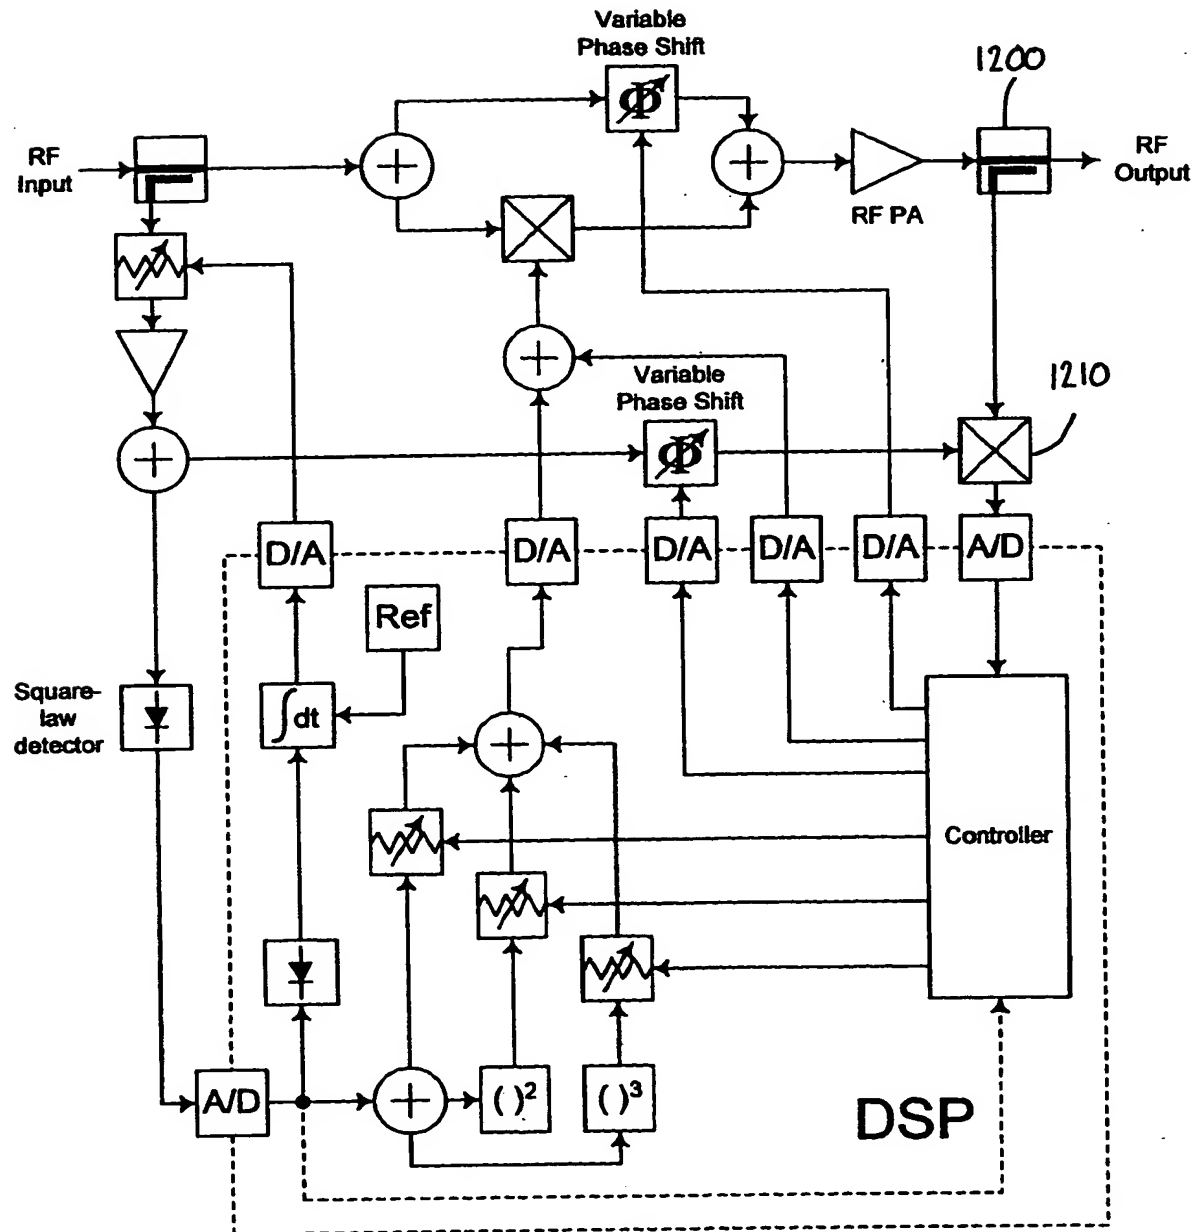 Variable
Phase Shift
1200
Φ
RF
Input
RF
Output
RF PA
Variable
Phase Shift
1210
Φ
D/A
D/A
D/A
D/A
D/A
A/D
Ref
Square-
law
detector
∫dt
Controller
A/D
( )²
( )³
DSP